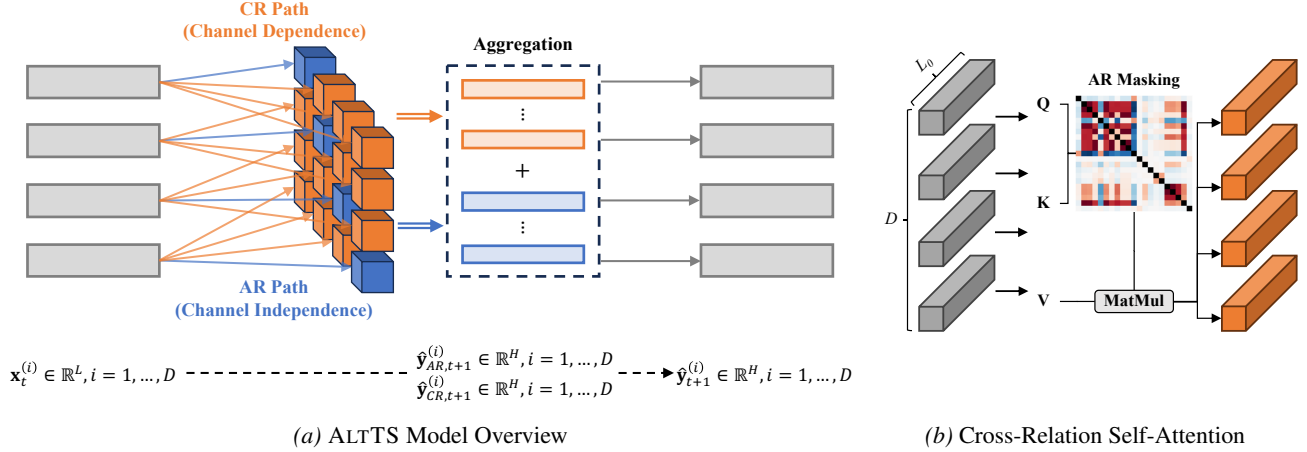 CR Path
(Channel Dependence)
Aggregation
⋮
+
⋮
AR Path
(Channel Independence)
𝐱_t^{(i)} ∈ ℝ^L, i = 1, …, D
ŷ_{AR,t+1}^{(i)} ∈ ℝ^H, i = 1, …, D
ŷ_{CR,t+1}^{(i)} ∈ ℝ^H, i = 1, …, D
ŷ_{t+1}^{(i)} ∈ ℝ^H, i = 1, …, D
(a) ALTTS Model Overview
L_0
D
Q
K
V
AR Masking
MatMul
(b) Cross-Relation Self-Attention